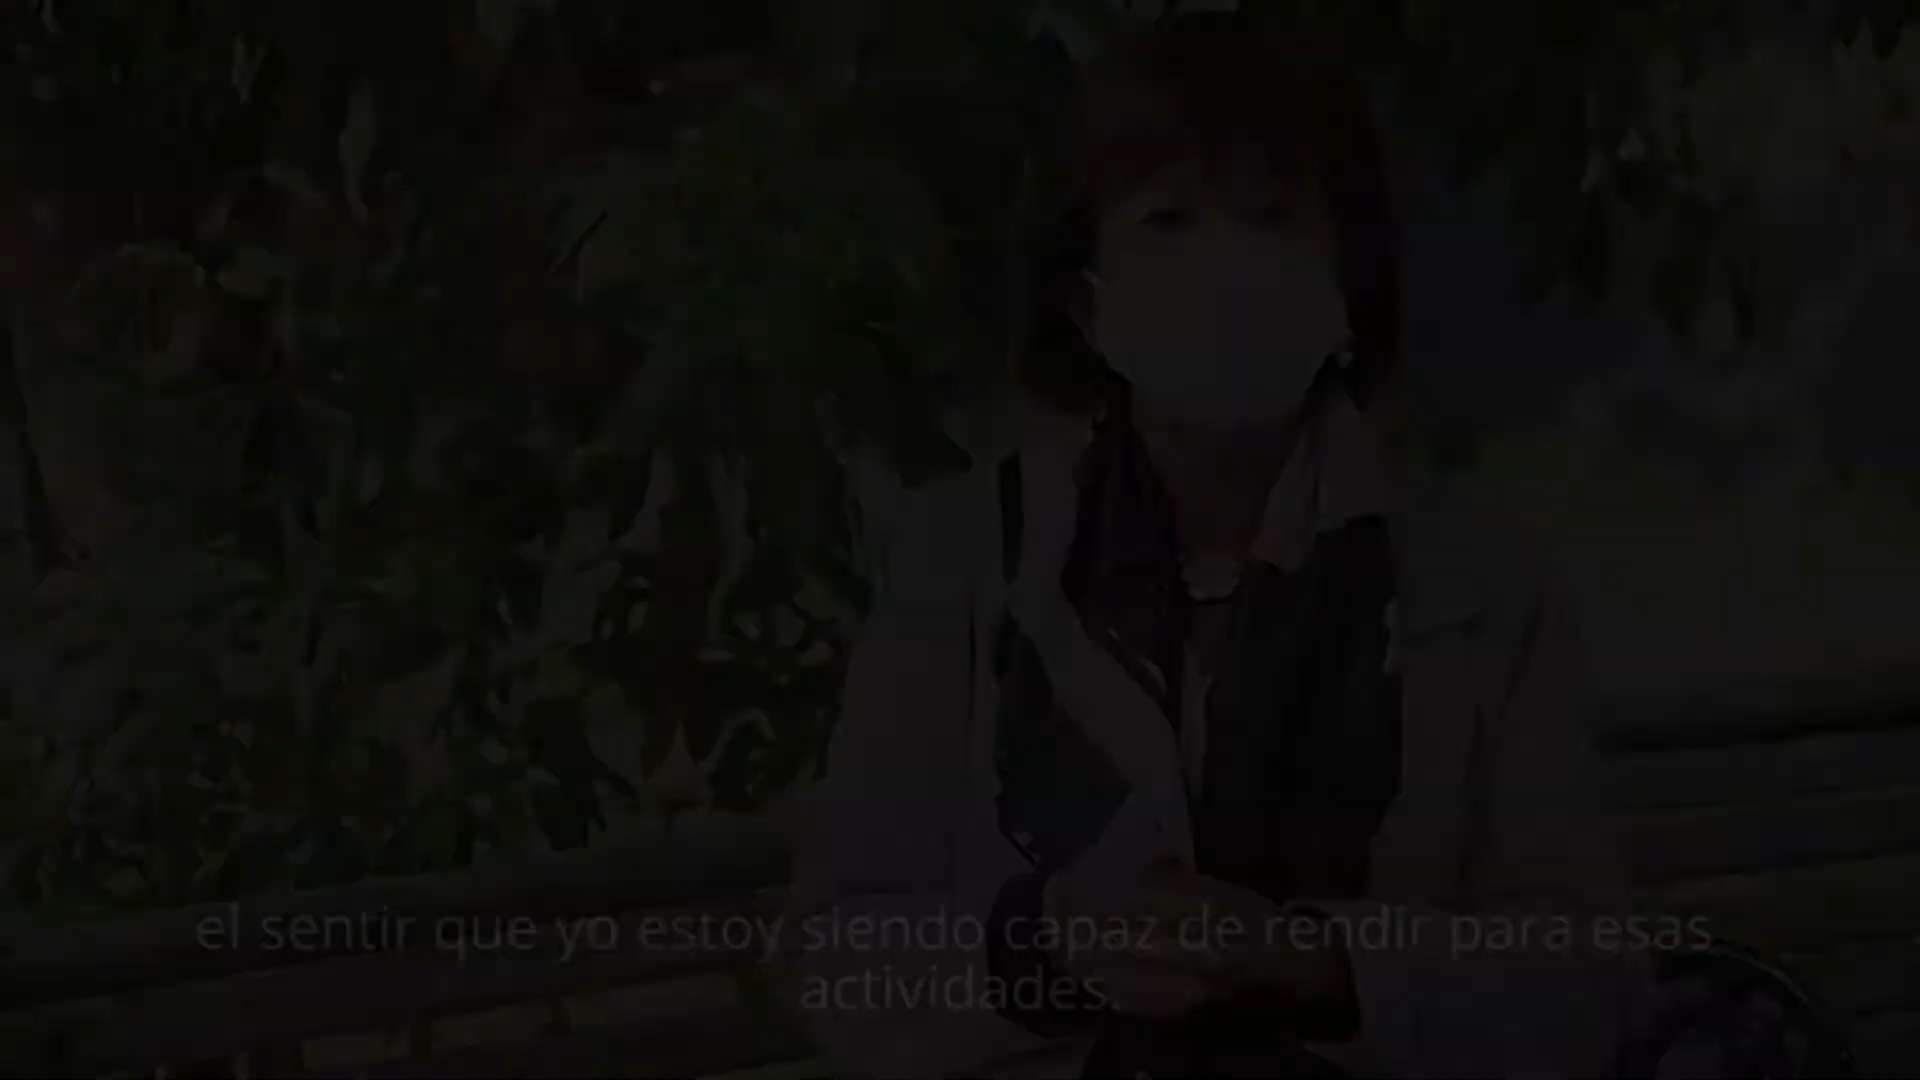 el sentir que yo estoy siendo capaz de rendir para esas
actividades.